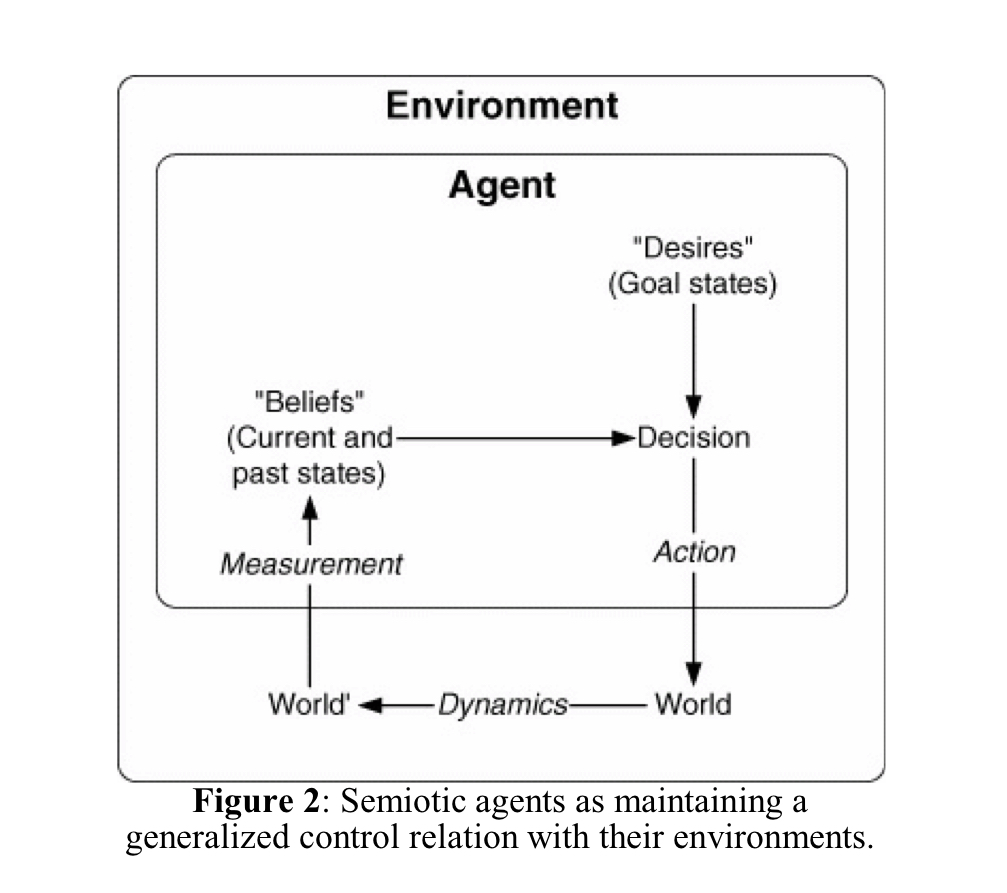 Environment
Agent
"Desires"
(Goal states)
"Beliefs"
(Current and
past states)
Decision
Measurement
Action
World'
Dynamics
World
Figure 2: Semiotic agents as maintaining a
generalized control relation with their environments.